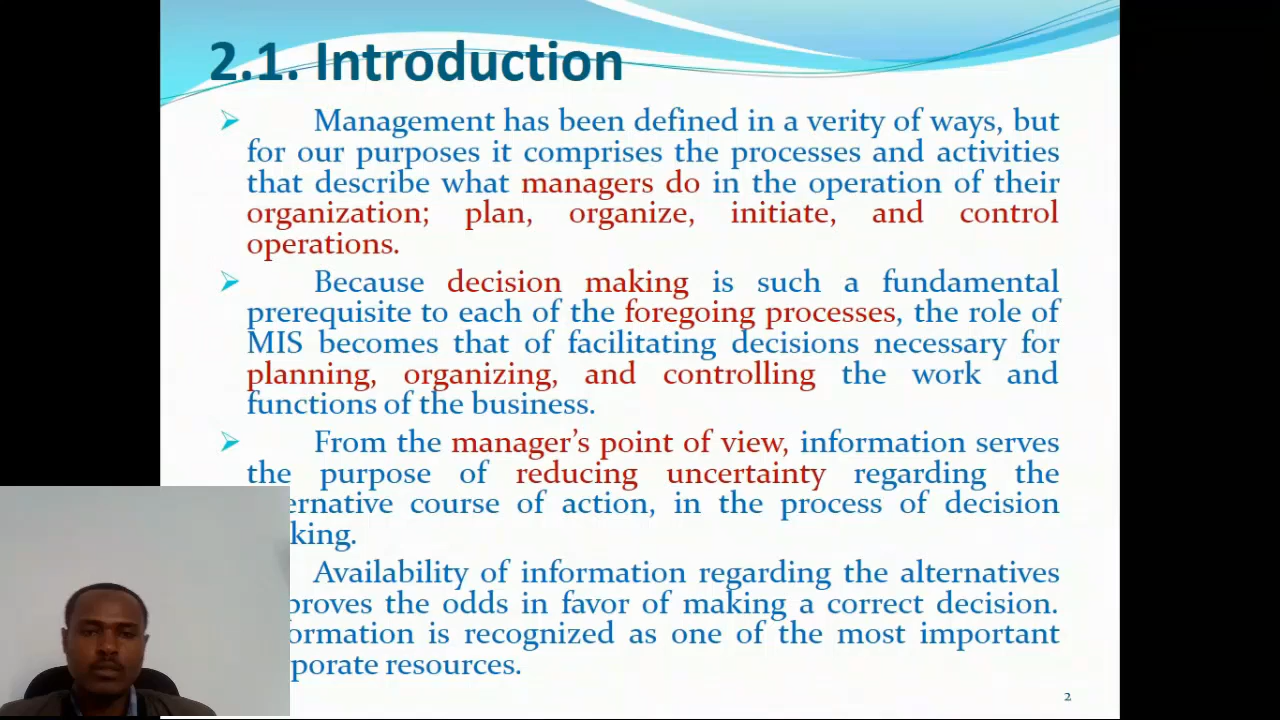 2.1. Introduction
Management has been defined in a verity of ways, but
for our purposes it comprises the processes and activities
that describe what managers do in the operation of their
organization; plan, organize, initiate, and control
operations.
Because decision making is such a fundamental
prerequisite to each of the foregoing processes, the role of
MIS becomes that of facilitating decisions necessary for
planning, organizing, and controlling the work and
functions of the business.
From the manager's point of view, information serves
the purpose of reducing uncertainty regarding the
course of action, in the process of decision
Availability of information regarding the alternatives
the odds in favor of making a correct decision.
is recognized as one of the most important
resources.
2